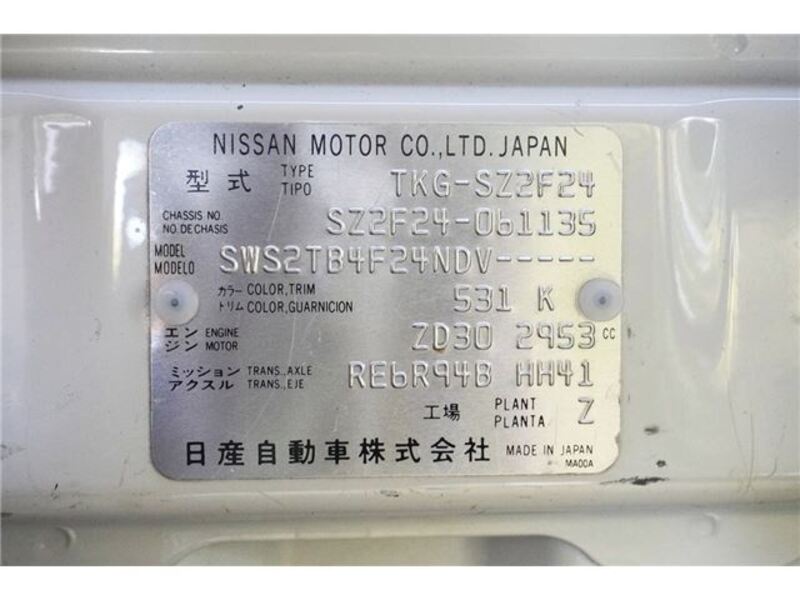 NISSAN MOTOR CO.,LTD. JAPAN
型式 TYPE TIPO TKG-SZ2F24
CHASSIS NO. NO. DE CHASIS SZ2F24-061135
MODEL MODELO SWS2TB4F24NDV-----
カラー COLOR, TRIM トリム COLOR, GUARNICION 531 K
エンジン ENGINE MOTOR ZD30 2953 CC
ミッション TRANS., AXLE アクスル TRANS., EJE RE6R94B HH41
工場 PLANT PLANTA Z
日産自動車株式会社 MADE IN JAPAN
MA00A